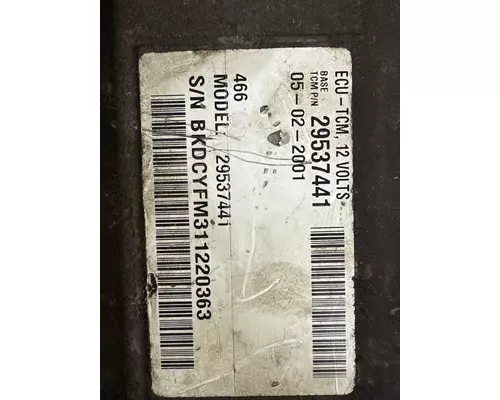 ECU-TCM, 12 VOLTS
BASE
TCM P/N 29537441
05-02-2001
466
MODEL: 29537441
S/N BKDCYFM311220363